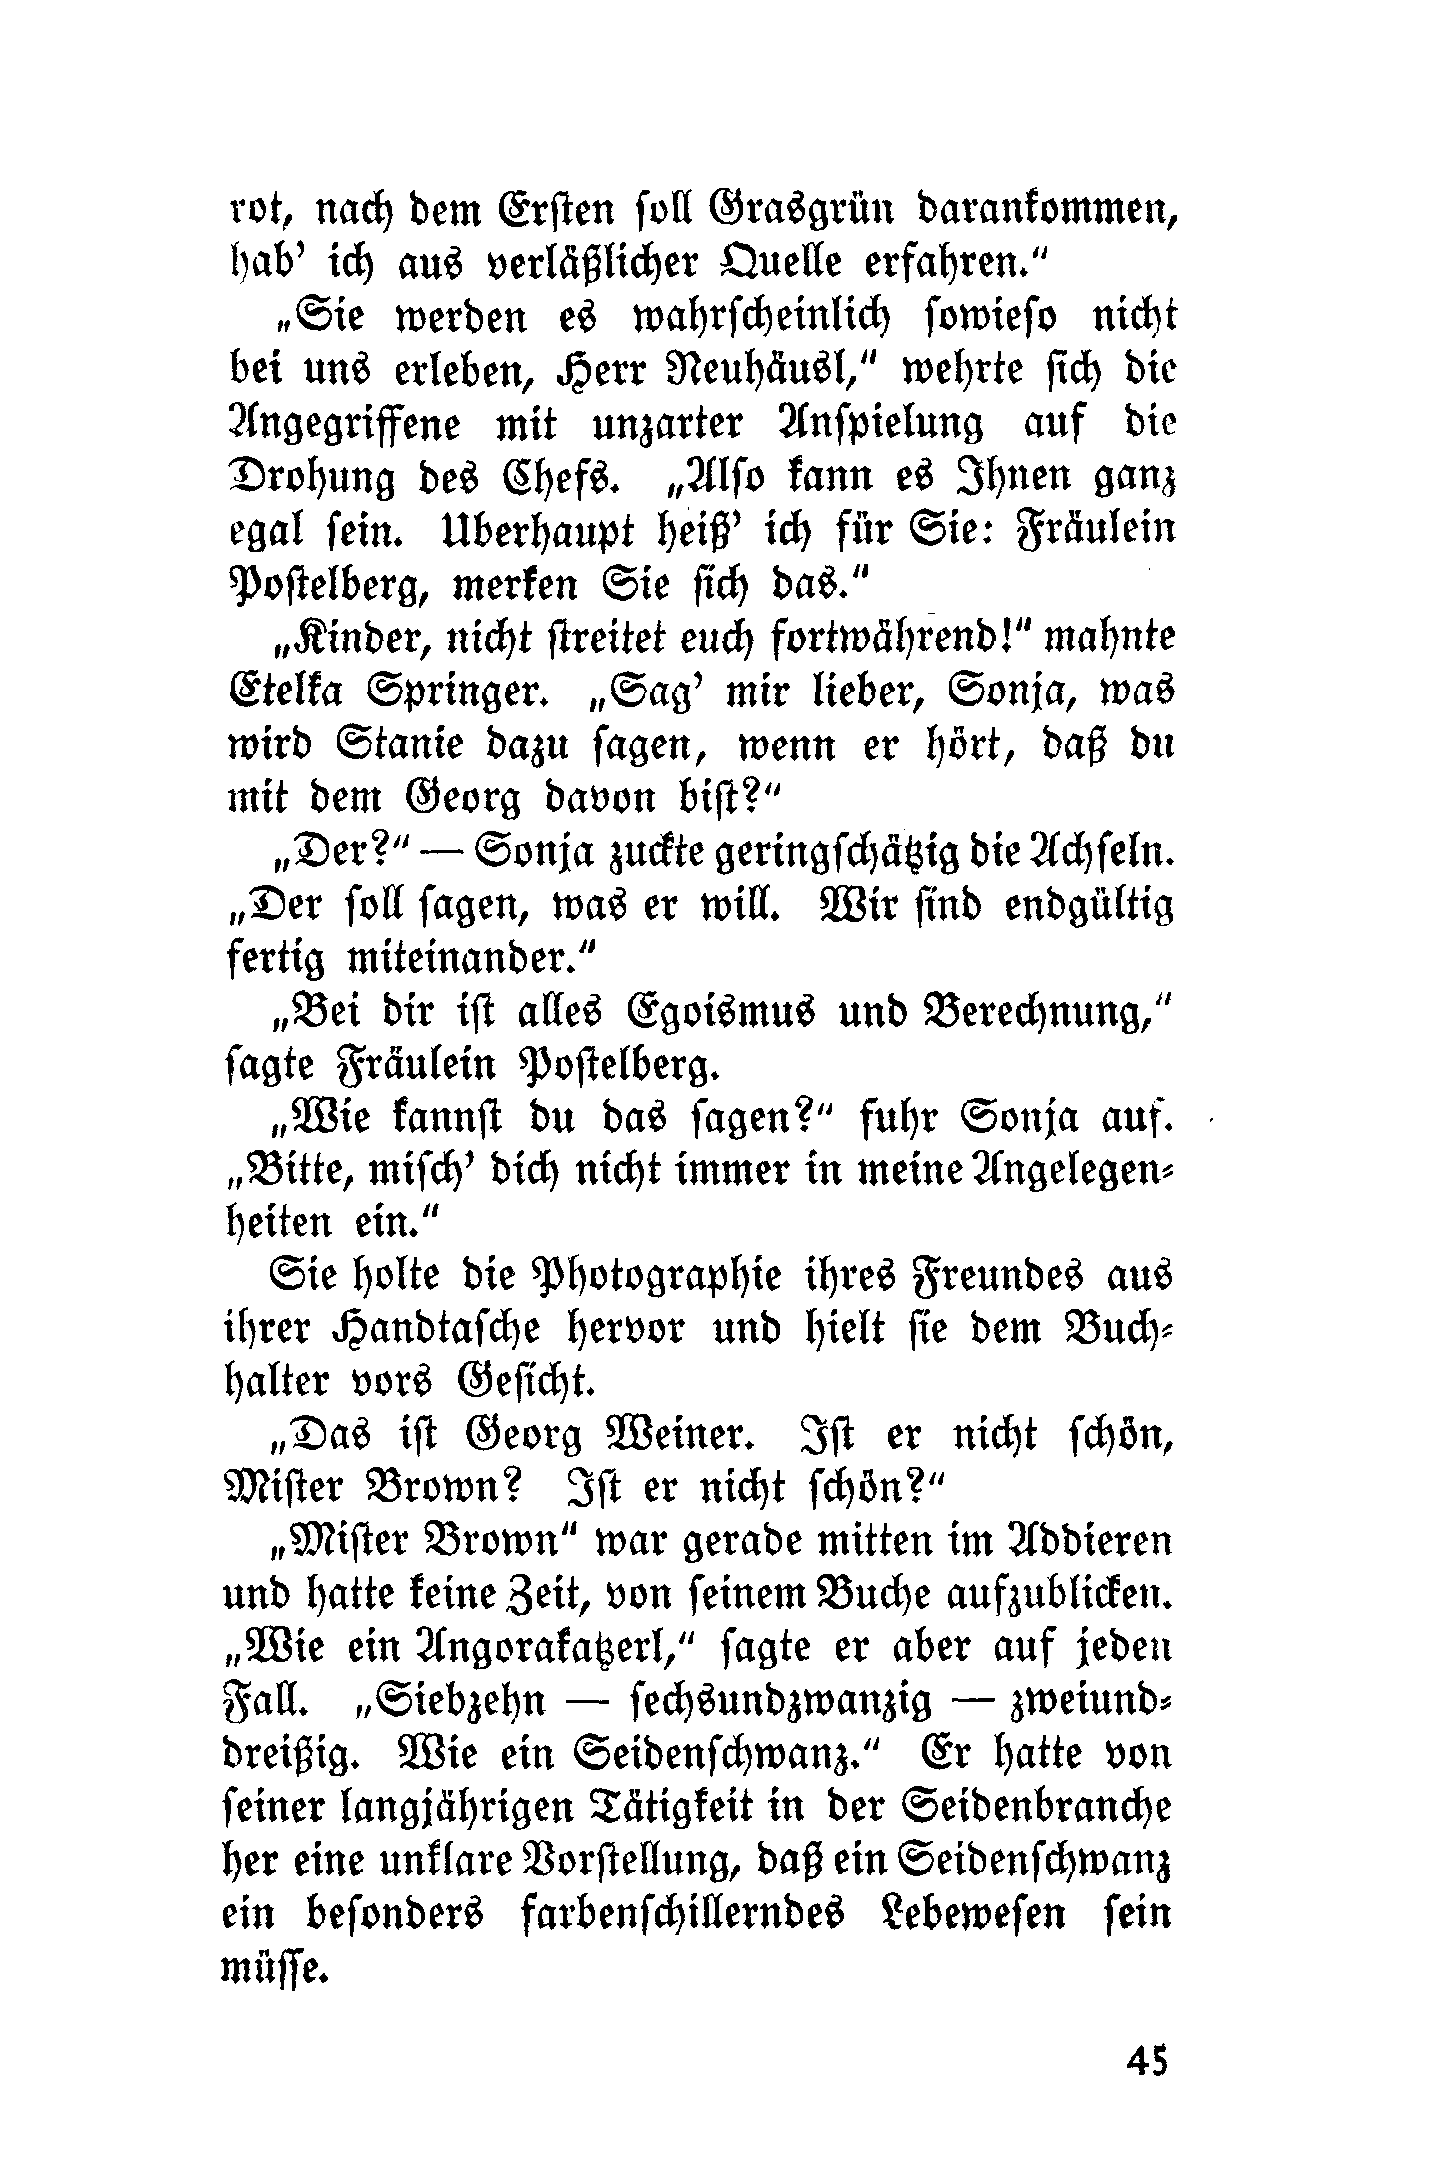 rot, nach dem Erſten ſoll Grasgrün darankommen,
hab’ ich aus verläßlicher Quelle erfahren.“
„Sie werden es wahrſcheinlich ſowieſo nicht
bei uns erleben, Herr Neuhäusl,“ wehrte ſich die
Angegriffene mit unzarter Anſpielung auf die
Drohung des Chefs. „Alſo kann es Ihnen ganz
egal ſein. Uberhaupt heiß’ ich für Sie: Fräulein
Poſtelberg, merken Sie ſich das.“
„Kinder, nicht ſtreitet euch fortwährend!“ mahnte
Etelka Springer. „Sag’ mir lieber, Sonja, was
wird Stanie dazu ſagen, wenn er hört, daß du
mit dem Georg davon biſt?“
„Der?“ — Sonja zuckte geringſchätzig die Achſeln.
„Der ſoll ſagen, was er will. Wir ſind endgültig
fertig miteinander.“
„Bei dir iſt alles Egoismus und Berechnung,“
ſagte Fräulein Poſtelberg.
„Wie kannſt du das ſagen?“ fuhr Sonja auf.
„Bitte, miſch’ dich nicht immer in meine Angelegen⸗
heiten ein.“
Sie holte die Photographie ihres Freundes aus
ihrer Handtaſche hervor und hielt ſie dem Buch⸗
halter vors Geſicht.
„Das iſt Georg Weiner. Iſt er nicht ſchön,
Miſter Brown? Iſt er nicht ſchön?“
„Miſter Brown“ war gerade mitten im Addieren
und hatte keine Zeit, von ſeinem Buche aufzublicken.
„Wie ein Angorakatzerl,“ ſagte er aber auf jeden
Fall. „Siebzehn — ſechsundzwanzig — zweiund⸗
dreißig. Wie ein Seidenſchwanz.“ Er hatte von
ſeiner langjährigen Tätigkeit in der Seidenbranche
her eine unklare Vorſtellung, daß ein Seidenſchwanz
ein beſonders farbenſchillerndes Lebeweſen ſein
müſſe.
45